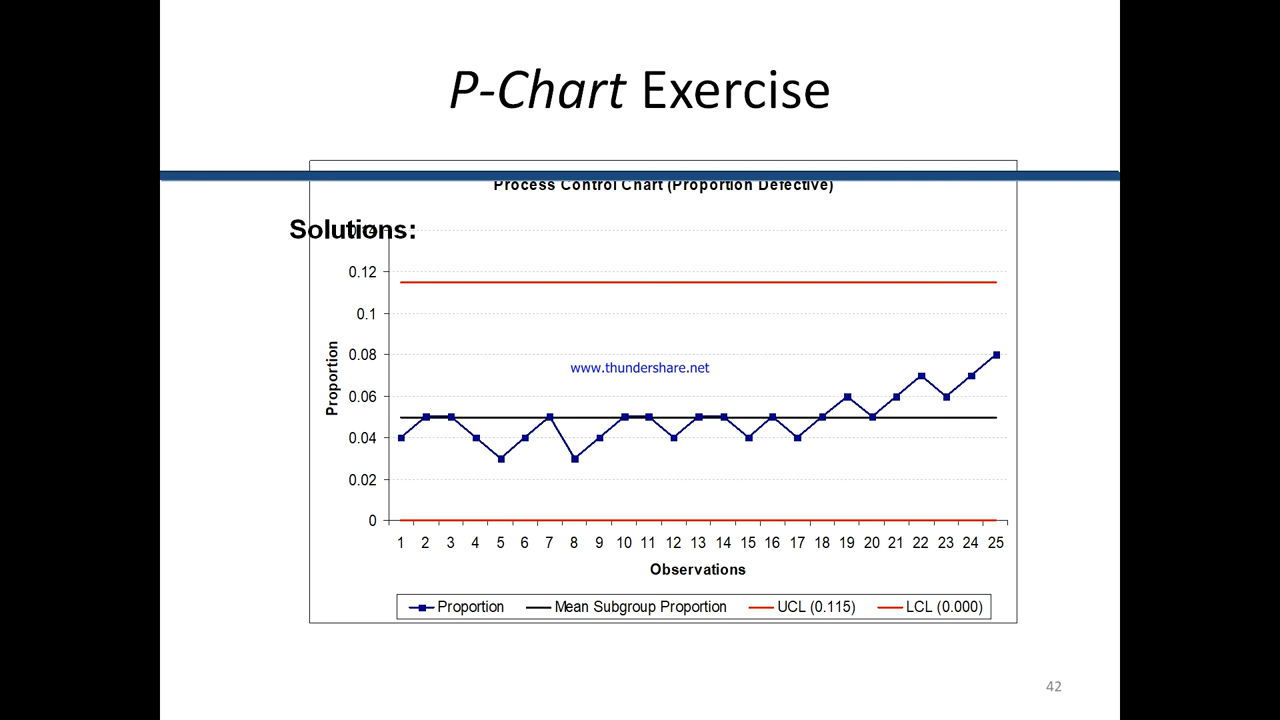 P-Chart Exercise
Process Control Chart (Proportion Defective)
Solutions:
0.12
0.1
0.08
0.06
0.04
0.02
0
Proportion
www.thundershare.net
1 2 3 4 5 6 7 8 9 10 11 12 13 14 15 16 17 18 19 20 21 22 23 24 25
Observations
Proportion Mean Subgroup Proportion UCL (0.115) LCL (0.000)
42